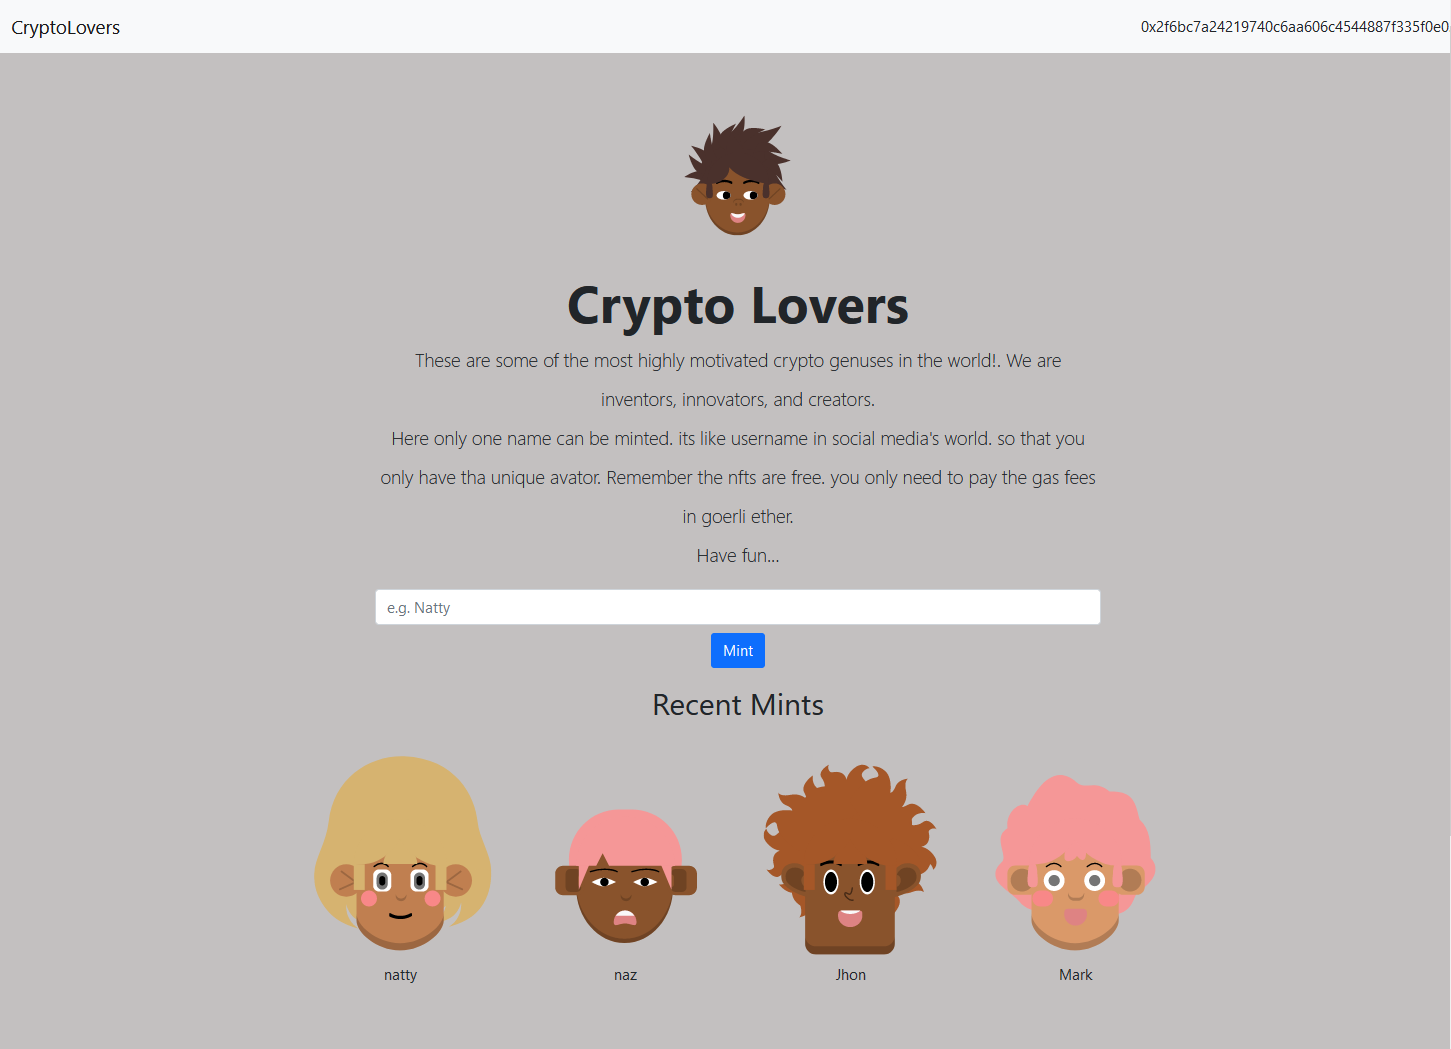 CryptoLovers
0x2f6bc7a24219740c6aa606c4544887f335f0e0
Crypto Lovers
These are some of the most highly motivated crypto genuses in the world!. We are
inventors, innovators, and creators.
Here only one name can be minted. its like username in social media's world. so that you
only have tha unique avator. Remember the nfts are free. you only need to pay the gas fees
in goerli ether.
Have fun...
e.g. Natty
Mint
Recent Mints
natty
naz
Jhon
Mark